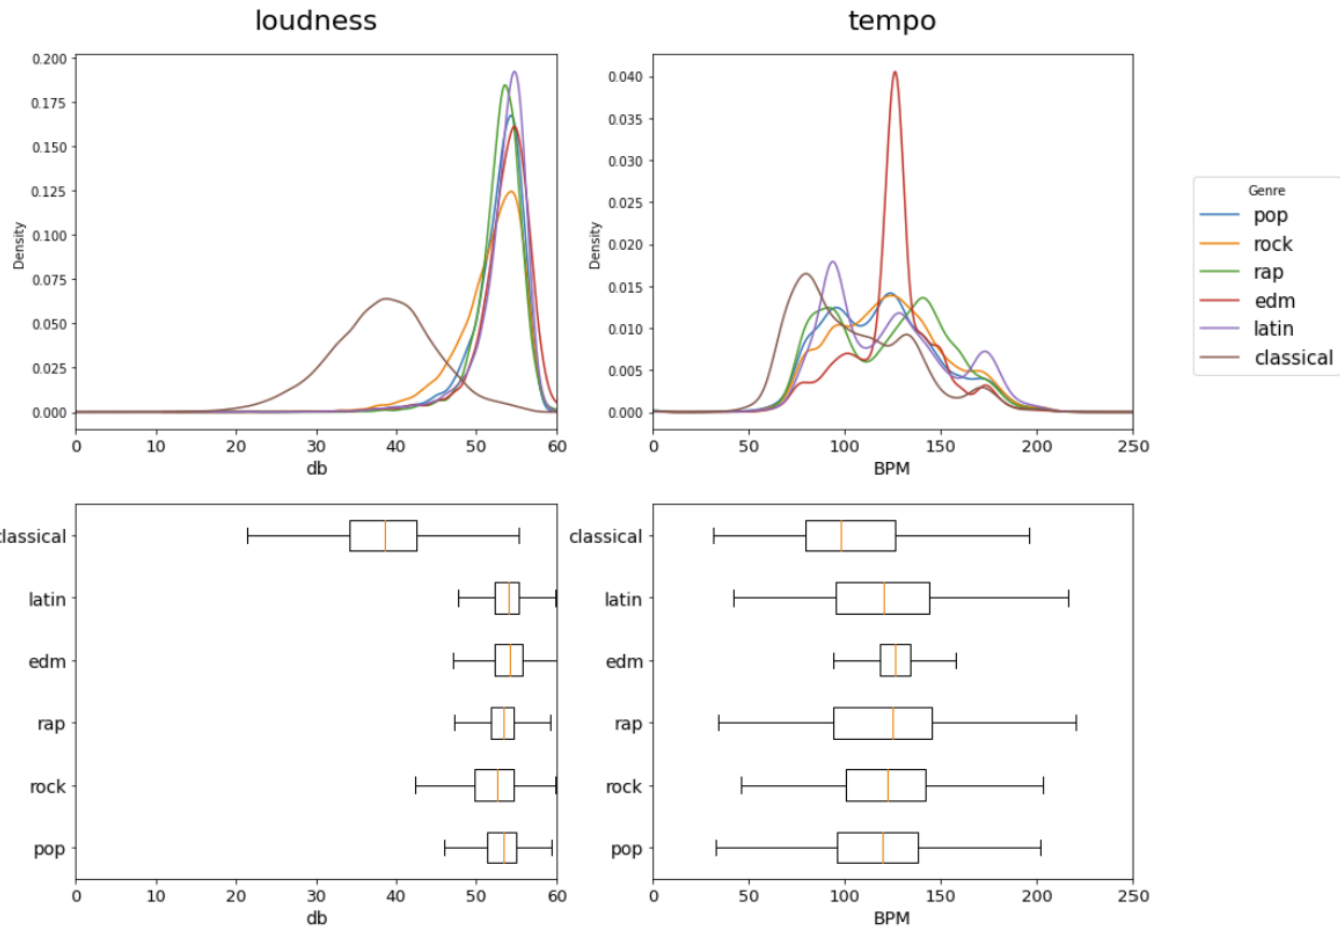 loudness
tempo
0.200
0.175
0.150
0.125
0.100
0.075
0.050
0.025
0.000
Density
0 10 20 30 40 50 60
db
0.040
0.035
0.030
0.025
0.020
0.015
0.010
0.005
0.000
Density
0 50 100 150 200 250
BPM
Genre
pop
rock
rap
edm
latin
classical
classical
latin
edm
rap
rock
pop
0 10 20 30 40 50 60
db
classical
latin
edm
rap
rock
pop
0 50 100 150 200 250
BPM